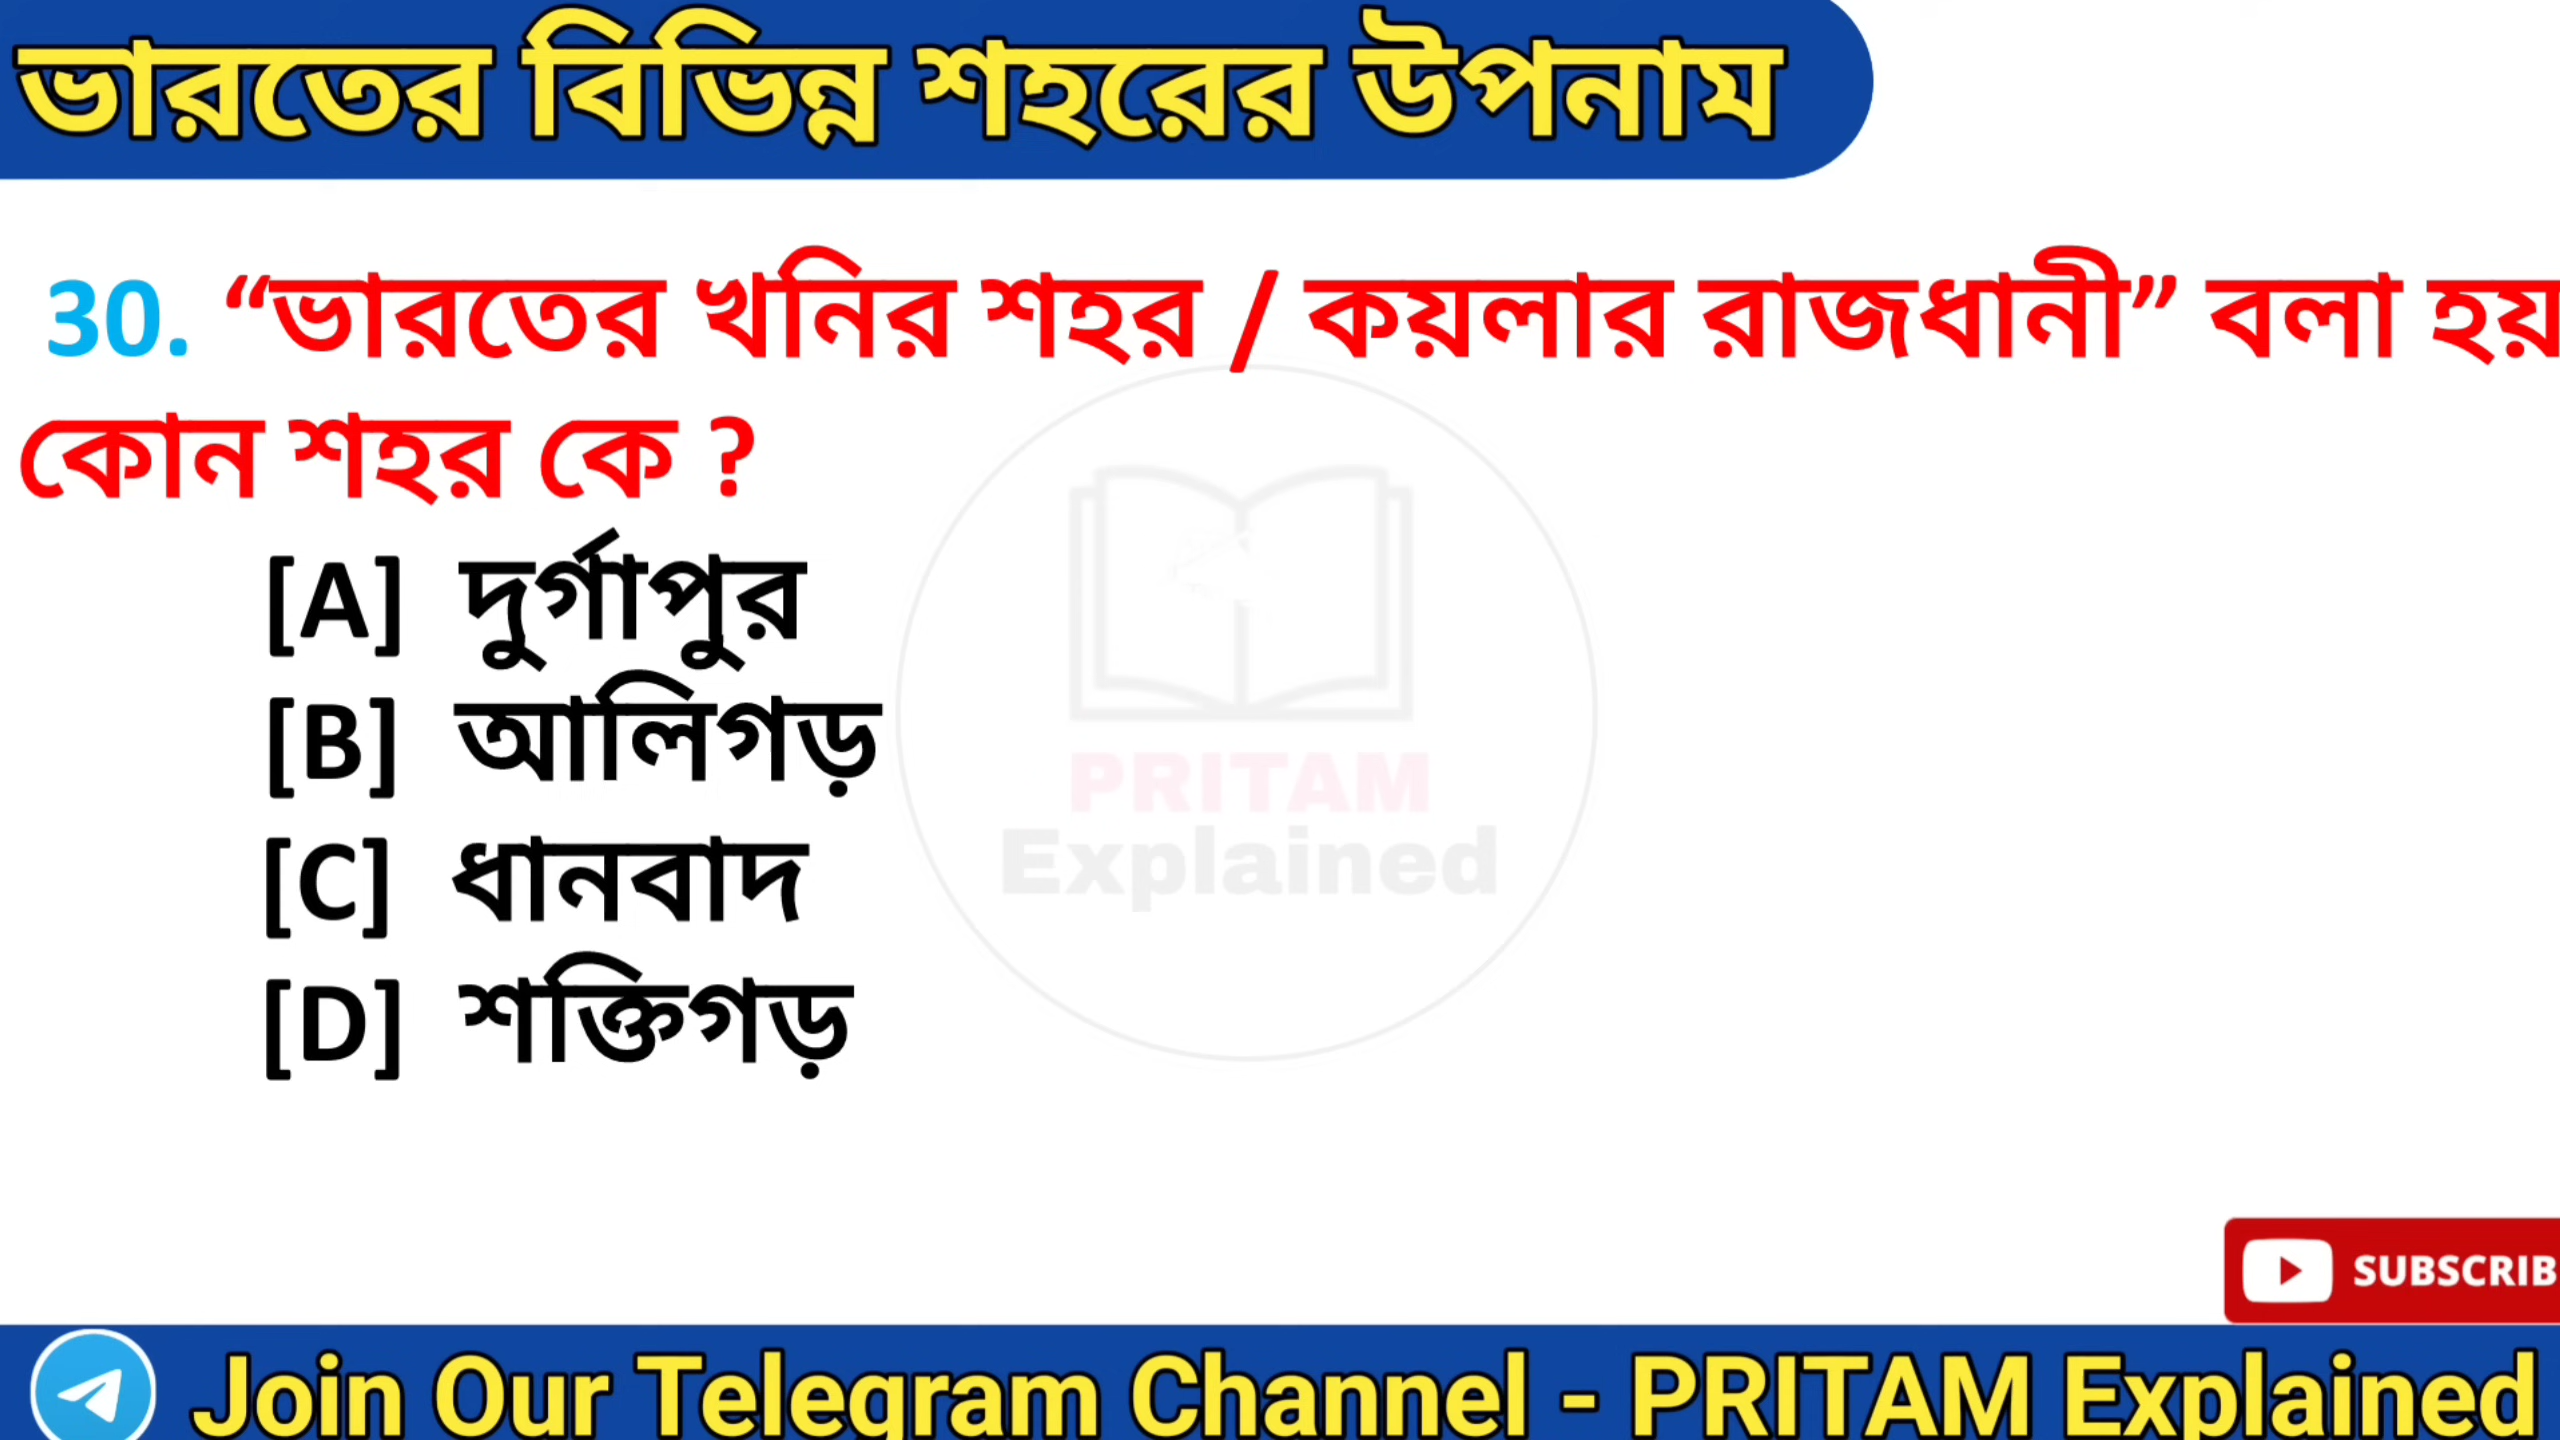 ভারতের বিভিন্ন শহরের উপনাম
30. “ভারতের খনির শহর / কয়লার রাজধানী” বলা হয়
কোন শহর কে ?
[A] দুর্গাপুর
[B] আলিগড়
[C] ধানবাদ
[D] শক্তিগড়
PRITAM
Explained
SUBSCRIB
Join Our Telegram Channel - PRITAM Explained